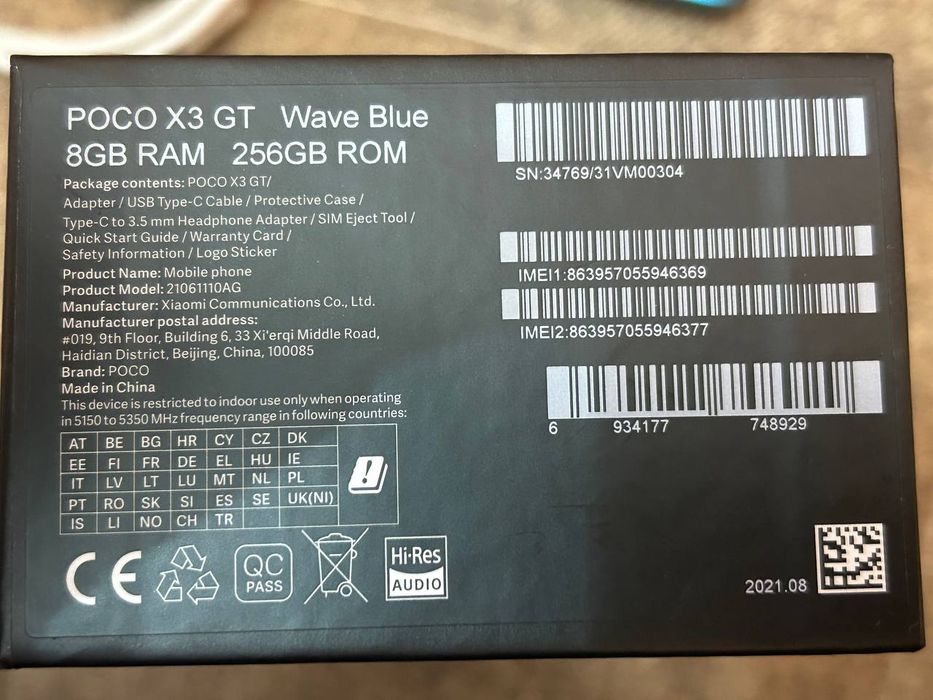 POCO X3 GT Wave Blue
8GB RAM 256GB ROM
Package contents: POCO X3 GT/
Adapter / USB Type-C Cable / Protective Case /
Type-C to 3.5 mm Headphone Adapter / SIM Eject Tool /
Quick Start Guide / Warranty Card /
Safety Information / Logo Sticker
Product Name: Mobile phone
Product Model: 21061110AG
Manufacturer: Xiaomi Communications Co., Ltd.
Manufacturer postal address:
#019, 9th Floor, Building 6, 33 Xi'erqi Middle Road,
Haidian District, Beijing, China, 100085
Brand: POCO
Made in China
This device is restricted to indoor use only when operating
in 5150 to 5350 MHz frequency range in following countries:
AT BE BG HR CY CZ DK
EE FI FR DE EL HU IE
IT LV LT LU MT NL PL
PT RO SK SI ES SE UK(NI)
IS LI NO CH TR
CE
QC
PASS
Hi-Res
AUDIO
SN:34769/31VM00304
IMEI1:863957055946369
IMEI2:863957055946377
6 934177 748929
2021.08